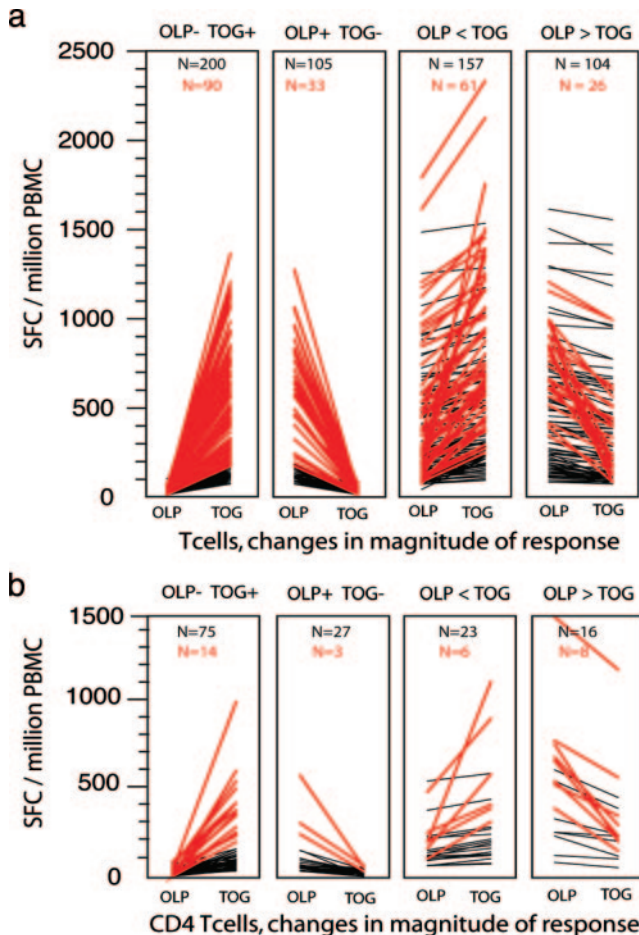 a
OLP- TOG+ OLP+ TOG- OLP < TOG OLP > TOG
2500
N=200 N=105 N = 157 N = 104
N=90 N=33 N = 61 N = 26
2000
1500
1000
500
0
SFC / million PBMC
OLP TOG OLP TOG OLP TOG OLP TOG
Tcells, changes in magnitude of response
b
OLP- TOG+ OLP+ TOG- OLP < TOG OLP > TOG
1500
N=75 N=27 N=23 N=16
N=14 N=3 N=6 N=8
1000
500
0
SFC / million PBMC
OLP TOG OLP TOG OLP TOG OLP TOG
CD4 Tcells, changes in magnitude of response